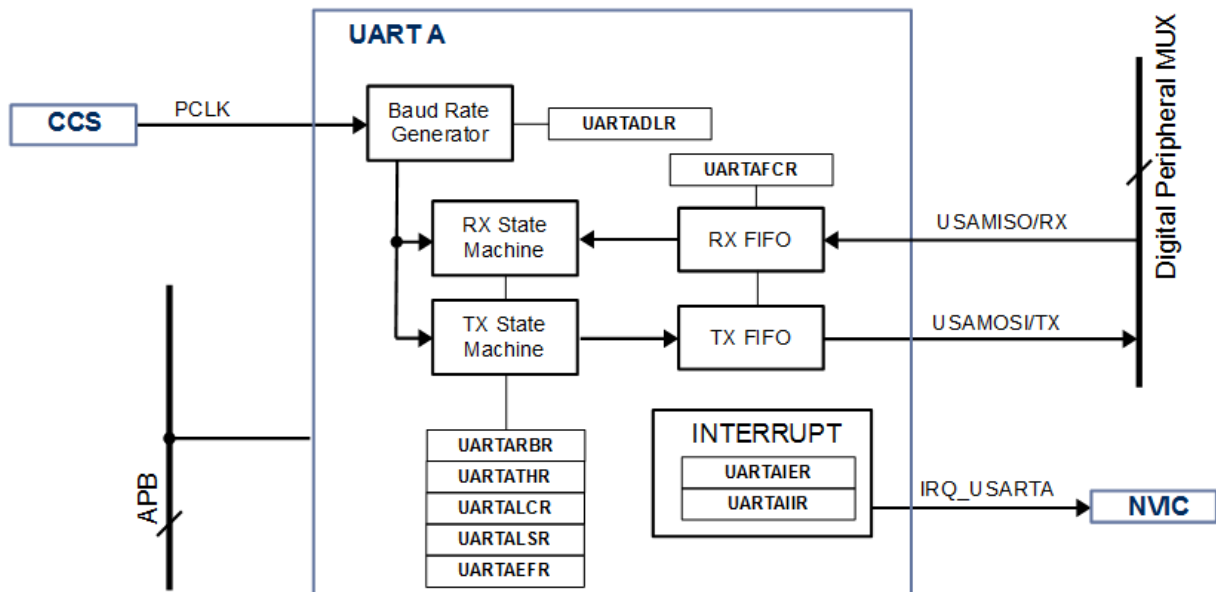 UART A
CCS
PCLK
Baud Rate
Generator
UARTADLR
UARTAFCR
RX State
Machine
RX FIFO
USAMISO/RX
Digital Peripheral MUX
TX State
Machine
TX FIFO
USAMOSI/TX
APB
UARTARBR
UARTATHR
UARTALCR
UARTALSR
UARTAEFR
INTERRUPT
UARTAIER
UARTAIIR
IRQ_USARTA
NVIC